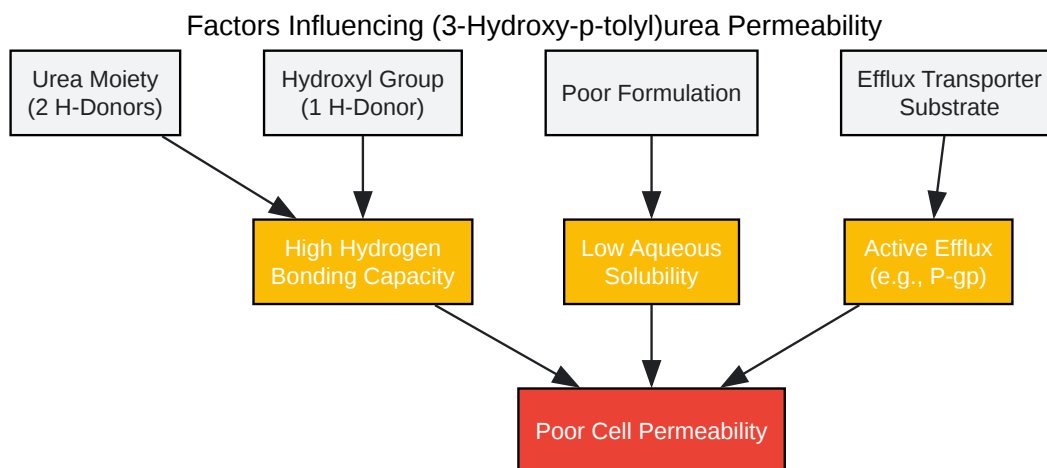 Factors Influencing (3-Hydroxy-p-tolyl)urea Permeability
Urea Moiety
(2 H-Donors)
Hydroxyl Group
(1 H-Donor)
Poor Formulation
Efflux Transporter
Substrate
High Hydrogen
Bonding Capacity
Low Aqueous
Solubility
Active Efflux
(e.g., P-gp)
Poor Cell Permeability